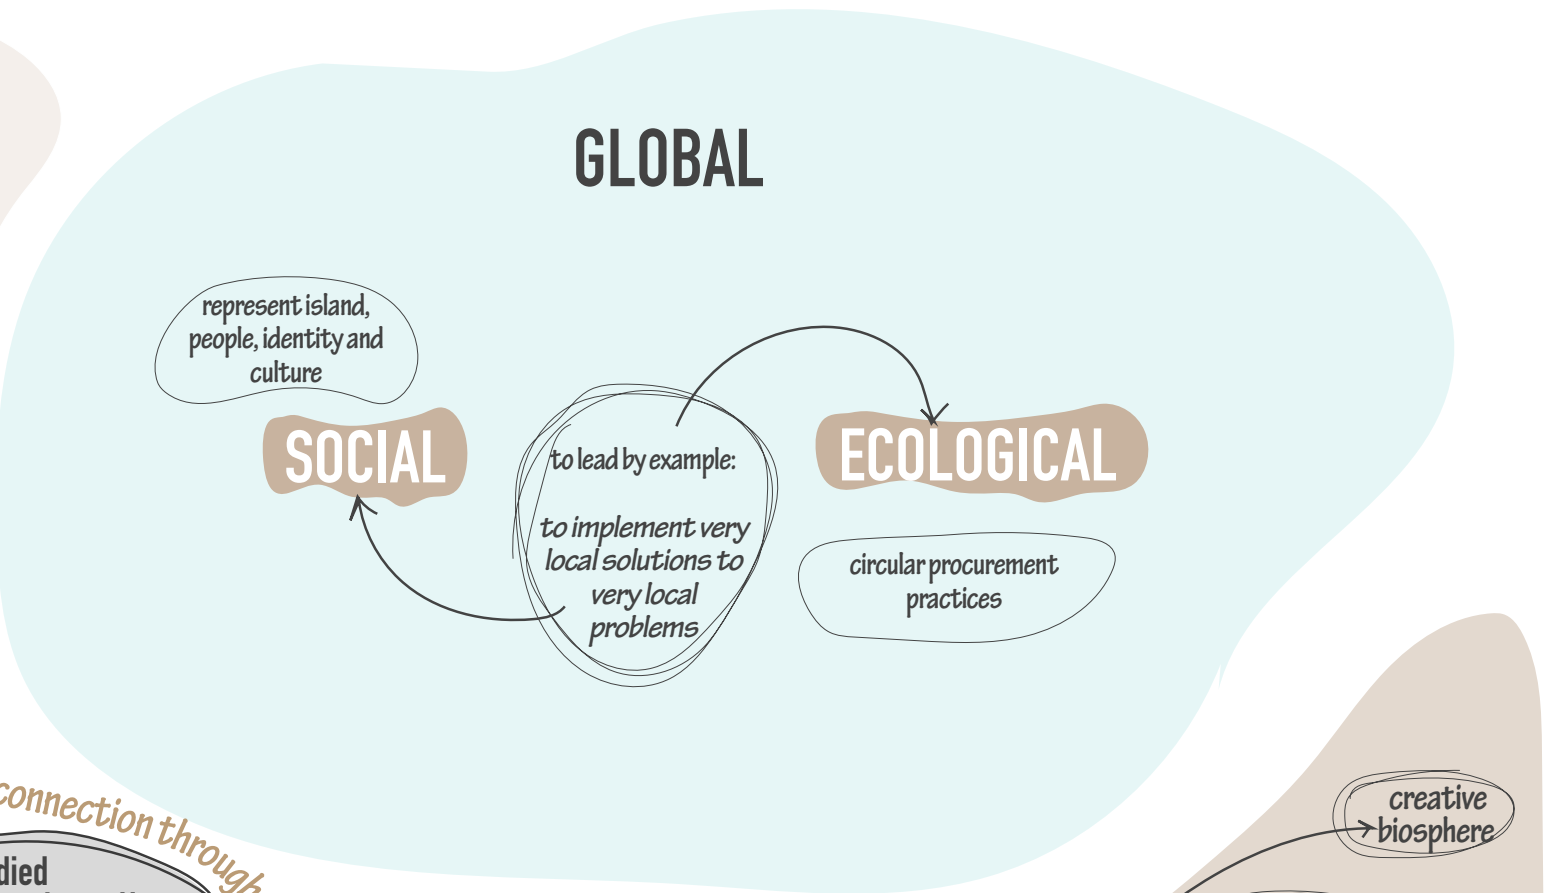 GLOBAL
represent island,
people, identity and
culture
SOCIAL
to lead by example:
to implement very
local solutions to
very local
problems
ECOLOGICAL
circular procurement
practices
connection through
creative
biosphere